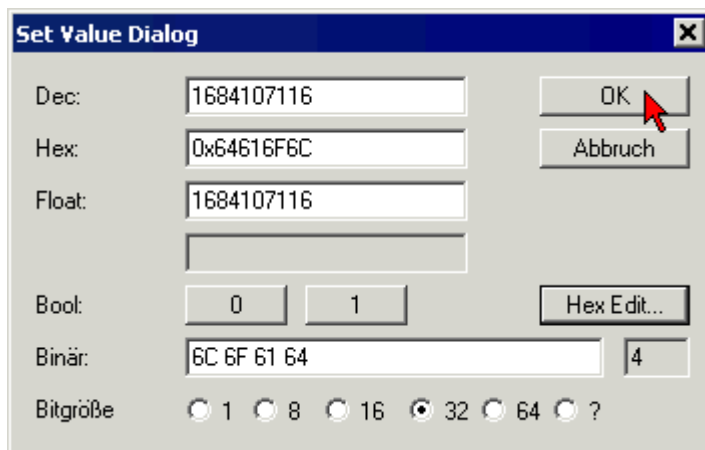 Set Value Dialog
Dec: 1684107116 OK
Hex: 0x64616F6C Abbruch
Float: 1684107116
Bool: 0 1 Hex Edit...
Binär: 6C 6F 61 64 4
Bitgröße 1 8 16 32 64 ?